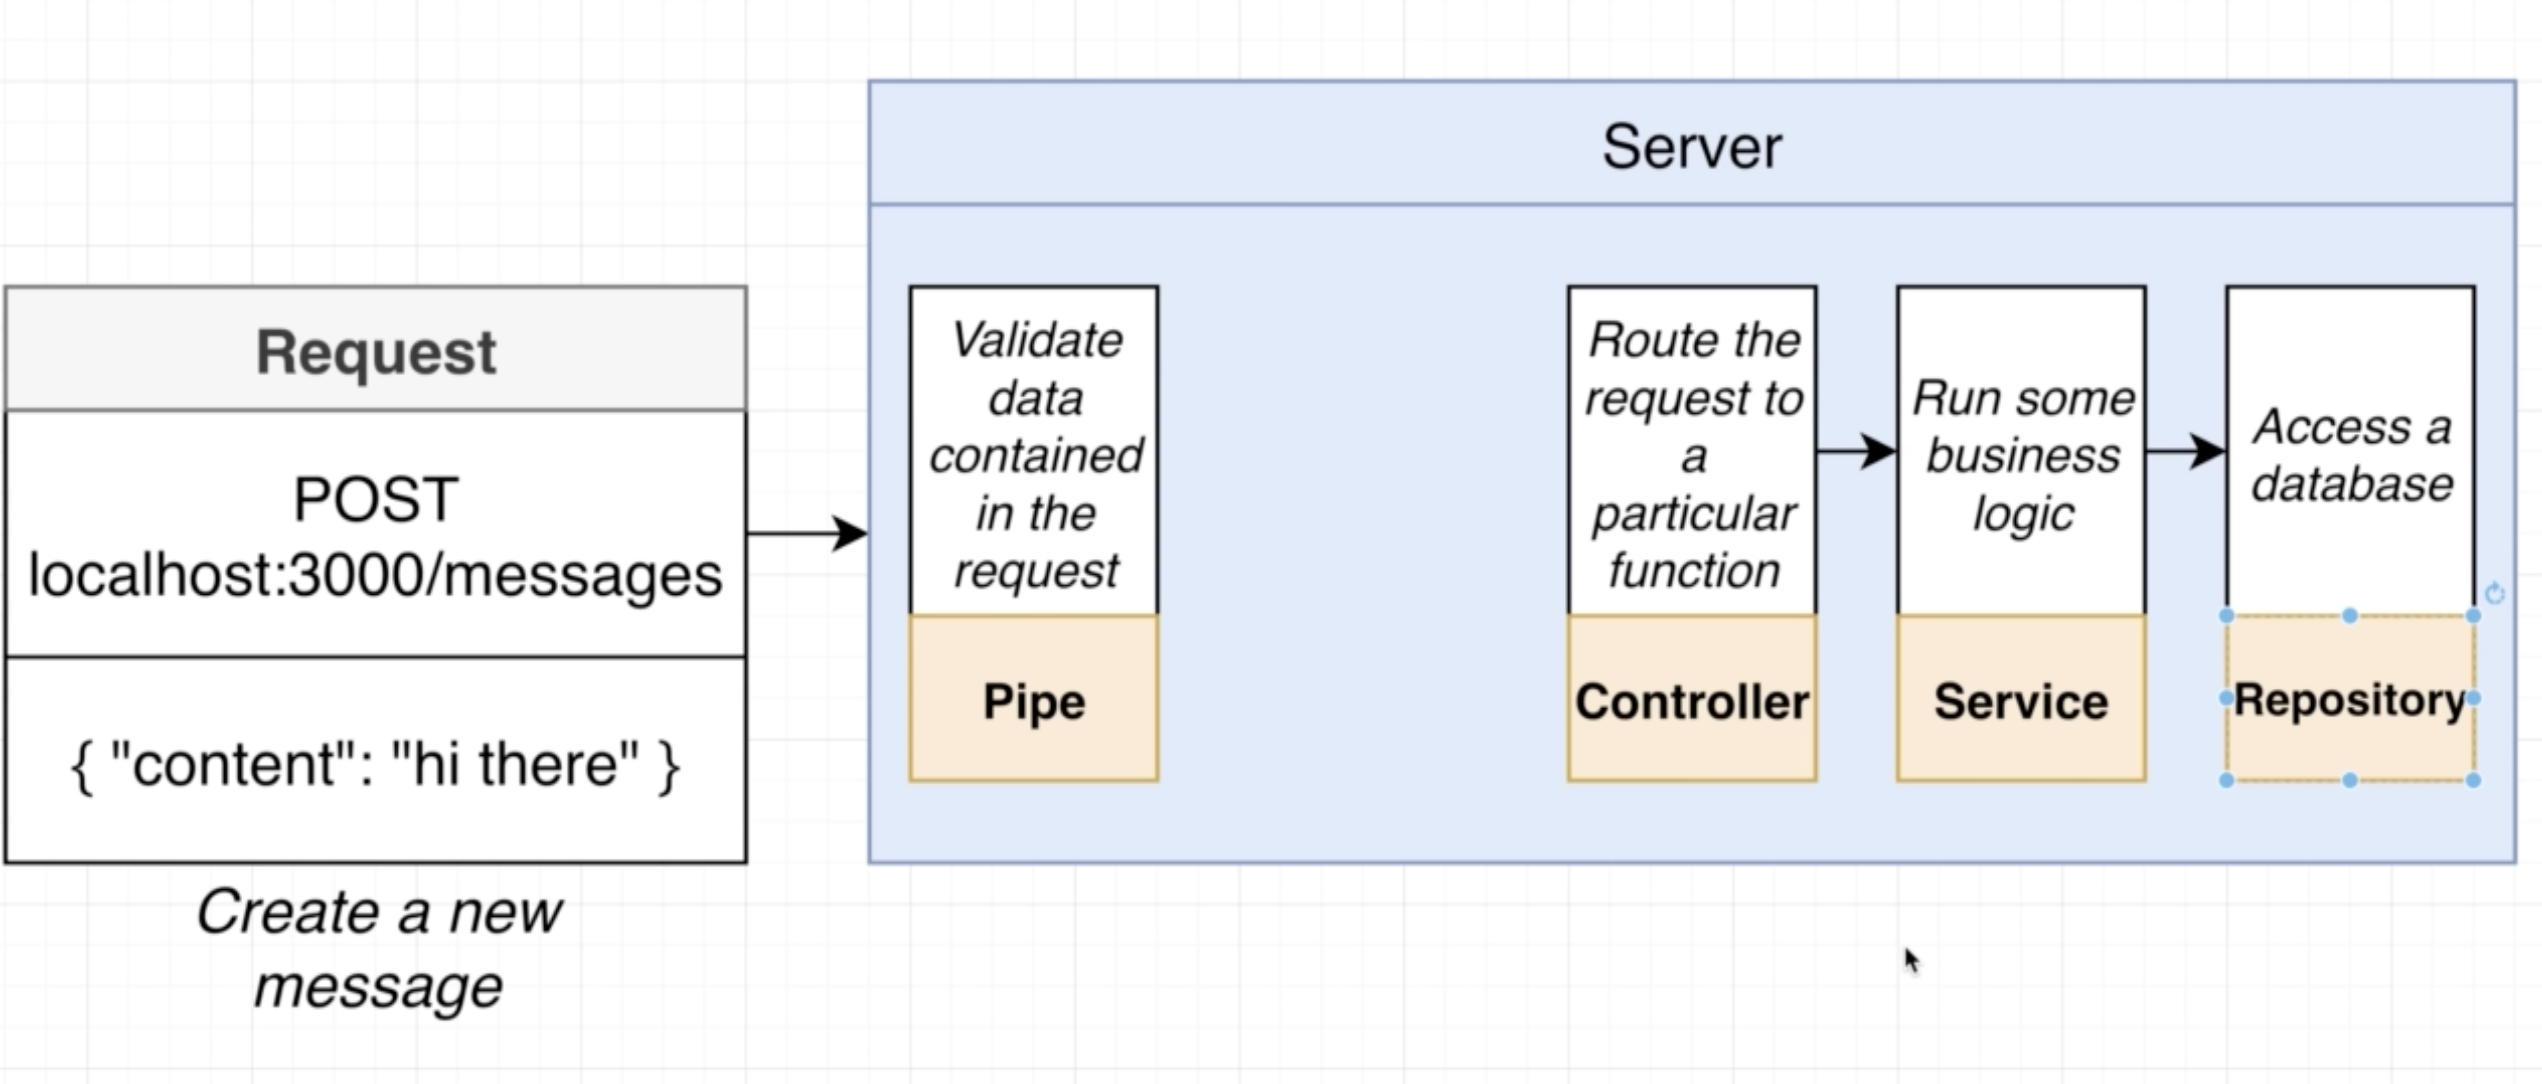 Server
Request
POST
localhost:3000/messages
{ "content": "hi there" }
Create a new
message
Validate
data
contained
in the
request
Pipe
Route the
request to
a
particular
function
Controller
Run some
business
logic
Service
Access a
database
Repository